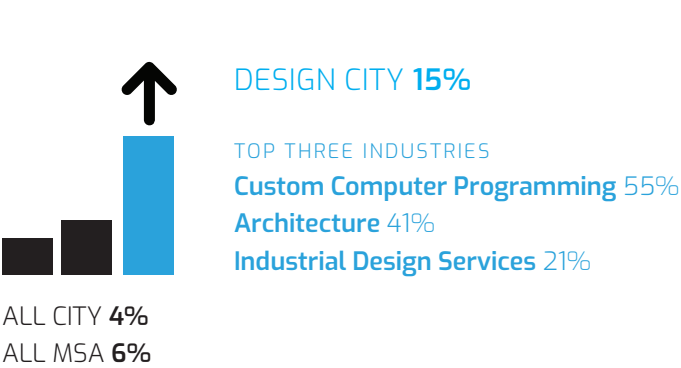 DESIGN CITY 15%
TOP THREE INDUSTRIES
Custom Computer Programming 55%
Architecture 41%
Industrial Design Services 21%
ALL CITY 4%
ALL MSA 6%